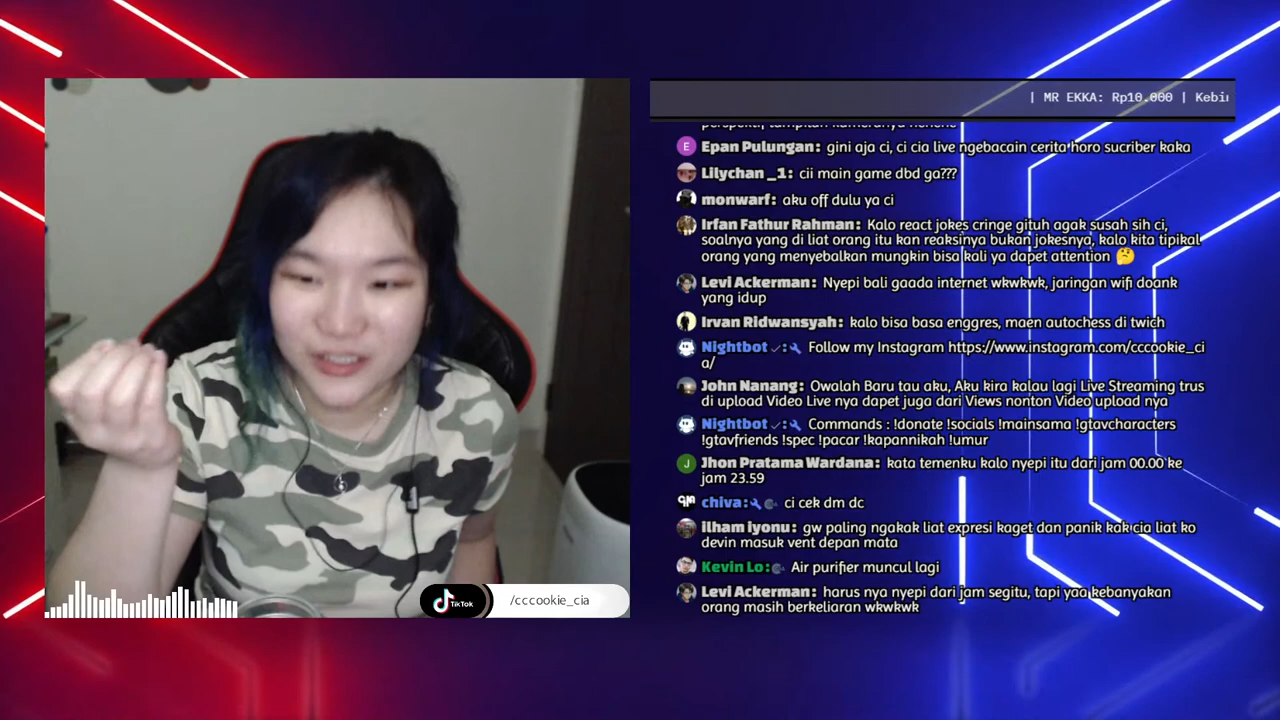 | MR EKKA: Rp10.000 | Kebi
perspektif, tampilan kameranya hehehe
Epan Pulungan: gini aja ci, ci cia live ngebacain cerita horo sucriber kaka
Lilychan _1: cii main game dbd ga???
monwarf: aku off dulu ya ci
Irfan Fathur Rahman: Kalo react jokes cringe gituh agak susah sih ci,
soalnya yang di liat orang itu kan reaksinya bukan jokesnya, kalo kita tipikal
orang yang menyebalkan mungkin bisa kali ya dapet attention 🤔
Levi Ackerman: Nyepi bali gaada internet wkwkwk, jaringan wifi doank
yang idup
Irvan Ridwansyah: kalo bisa basa enggres, maen autochess di twich
Nightbot: Follow my Instagram https://www.instagram.com/cccookie_ci
a/
John Nanang: Owalah Baru tau aku, Aku kira kalau lagi Live Streaming trus
di upload Video Live nya dapet juga dari Views nonton Video upload nya
Nightbot: Commands : !donate !socials !mainsama !gtavcharacters
!gtavfriends !spec !pacar !kapannikah !umur
Jhon Pratama Wardana: kata temenku kalo nyepi itu dari jam 00.00 ke
jam 23.59
chiva: ci cek dm dc
ilham iyonu: gw paling ngakak liat expresi kaget dan panik kak cia liat ko
devin masuk vent depan mata
Kevin Lo: Air purifier muncul lagi
Levi Ackerman: harus nya nyepi dari jam segitu, tapi yaa kebanyakan
orang masih berkeliaran wkwkwk
TikTok /cccookie_cia